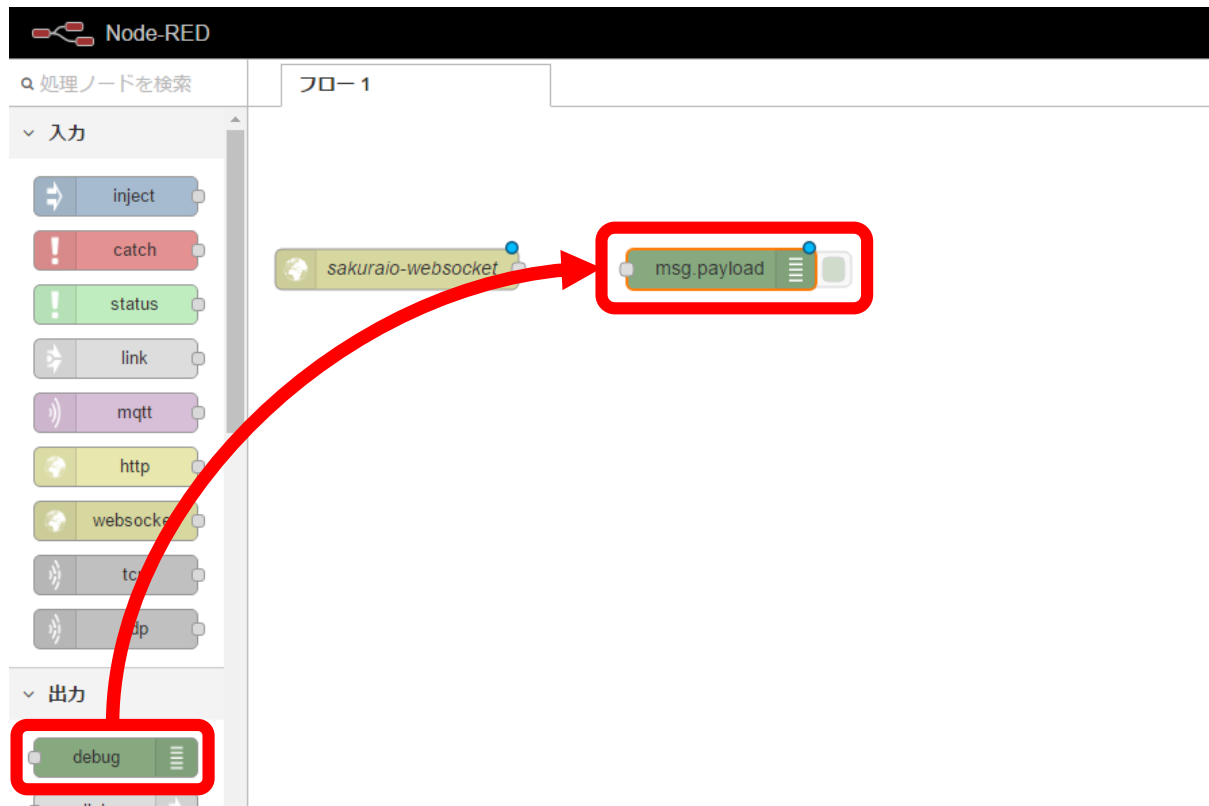 Node-RED
処理ノードを検索
フロー 1
入力
inject
catch
sakuraio-websocket
msg.payload
status
link
mqtt
http
出力
debug